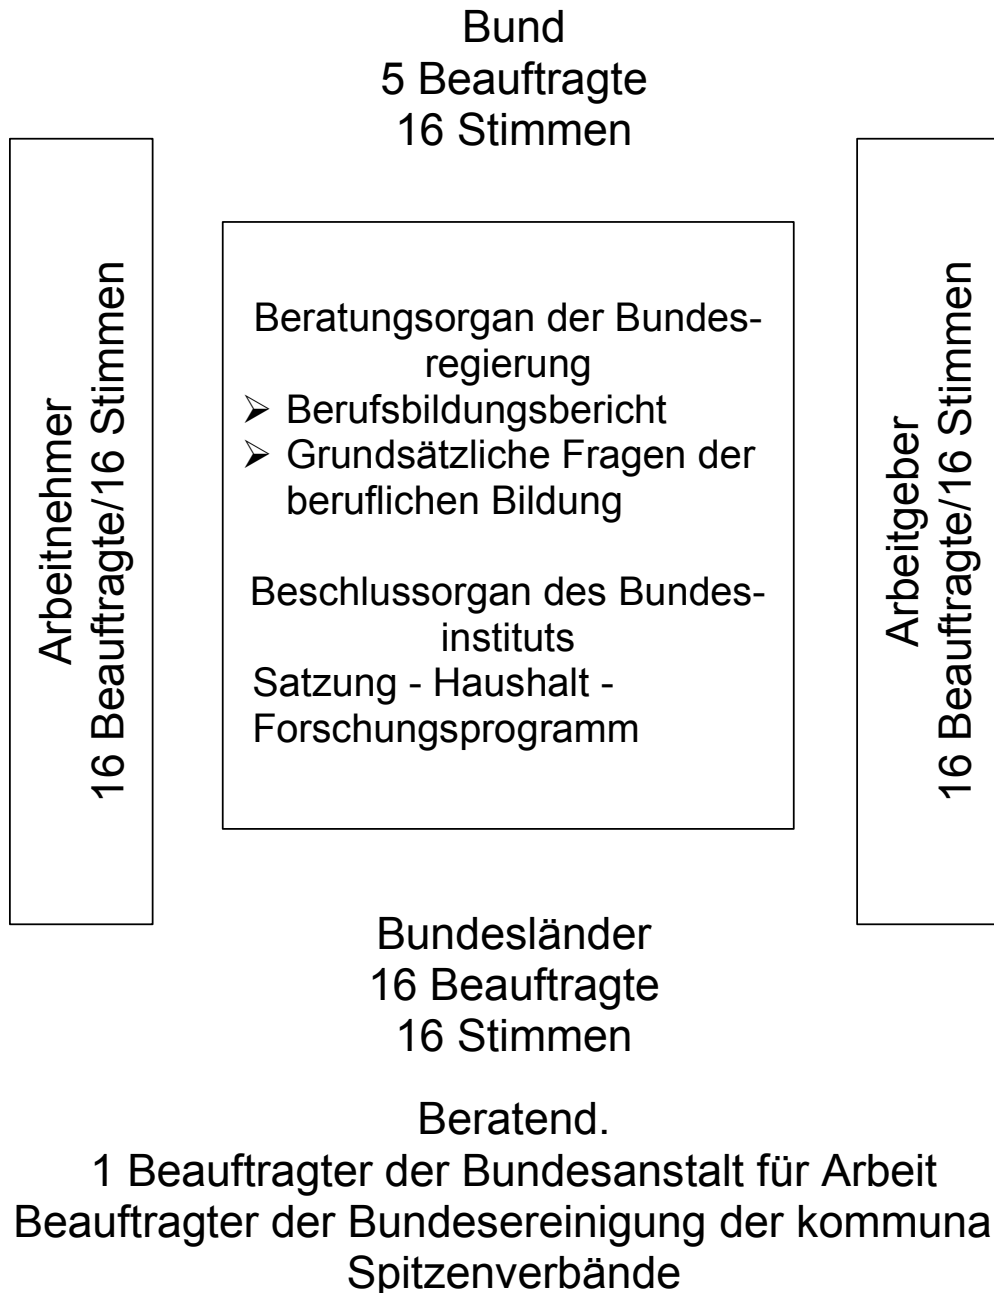 Bund
5 Beauftragte
16 Stimmen
Arbeitnehmer
16 Beauftragte/16 Stimmen
Beratungsorgan der Bundes-
regierung
➢ Berufsbildungsbericht
➢ Grundsätzliche Fragen der
beruflichen Bildung
Beschlussorgan des Bundes-
instituts
Satzung - Haushalt -
Forschungsprogramm
Arbeitgeber
16 Beauftragte/16 Stimmen
Bundesländer
16 Beauftragte
16 Stimmen
Beratend.
1 Beauftragter der Bundesanstalt für Arbeit
Beauftragter der Bundesereinigung der kommuna
Spitzenverbände